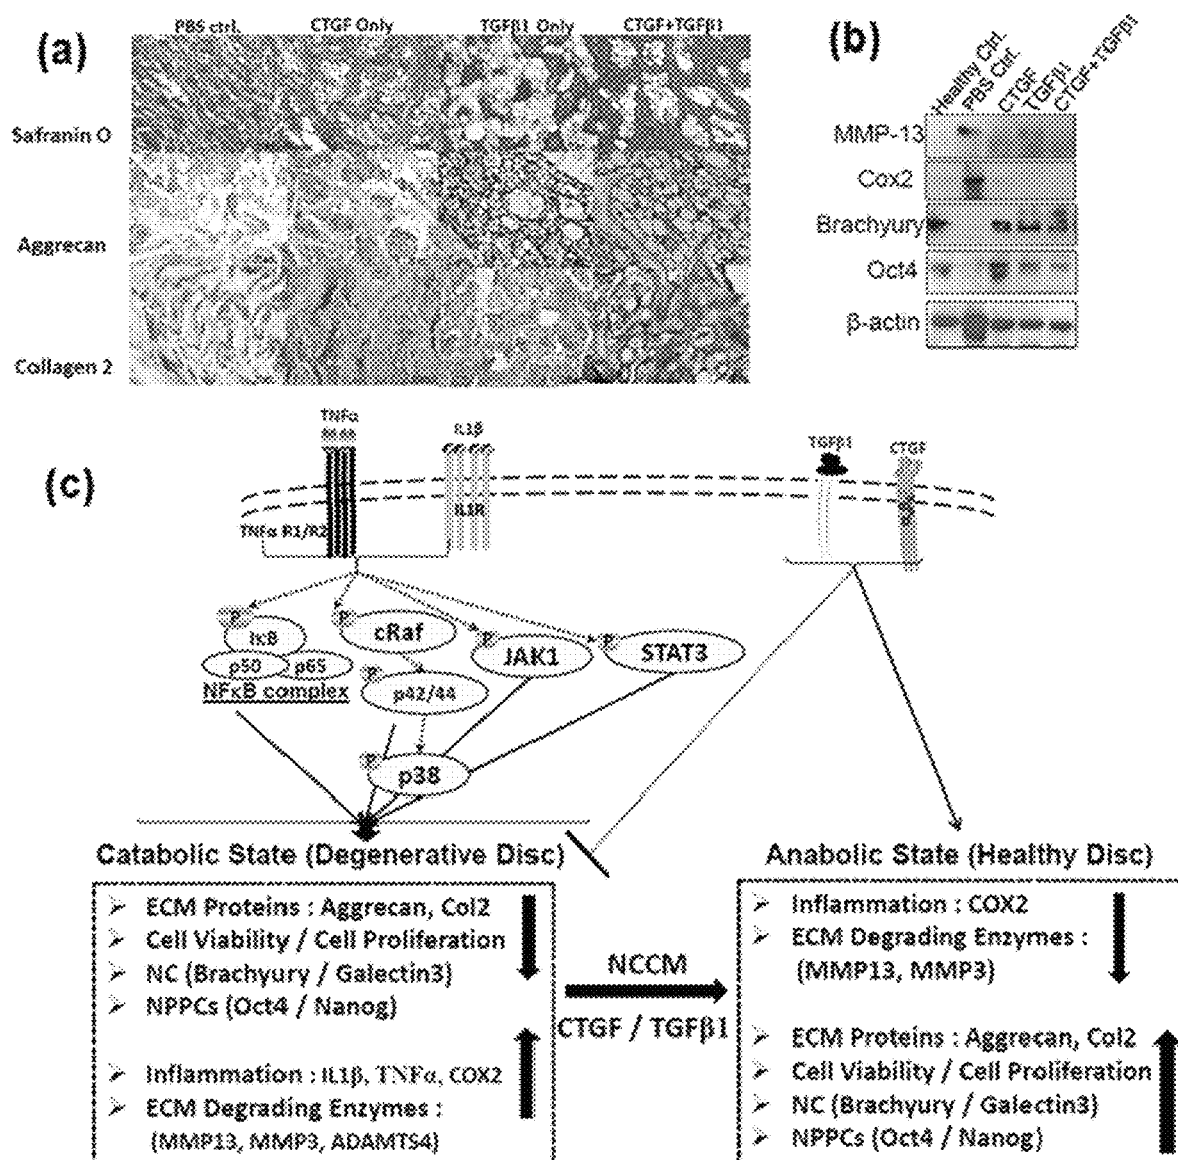 (a)
PBS ctrl.
CTGF Only
TGFβ1 Only
CTGF+TGFβ1
Safranin O
Aggrecan
Collagen 2
(b)
Healthy Ctrl.
PBS Ctrl.
CTGF
TGFβ1
CTGF+TGFβ1
MMP-13
Cox2
Brachyury
Oct4
β-actin
(c)
TNFα
IL1β
TGFβ1
CTGF
TNFα R1/R2
IL1R
P
IκB
p50
p65
NFκB complex
P
cRaf
P
p42/44
P
p38
P
JAK1
P
STAT3
Catabolic State (Degenerative Disc)
➢ ECM Proteins : Aggrecan, Col2
➢ Cell Viability / Cell Proliferation
➢ NC (Brachyury / Galectin3)
➢ NPPCs (Oct4 / Nanog)
➢ Inflammation : IL1β, TNFα, COX2
➢ ECM Degrading Enzymes :
(MMP13, MMP3, ADAMTS4)
NCCM
CTGF / TGFβ1
Anabolic State (Healthy Disc)
➢ Inflammation : COX2
➢ ECM Degrading Enzymes :
(MMP13, MMP3)
➢ ECM Proteins : Aggrecan, Col2
➢ Cell Viability / Cell Proliferation
➢ NC (Brachyury / Galectin3)
➢ NPPCs (Oct4 / Nanog)